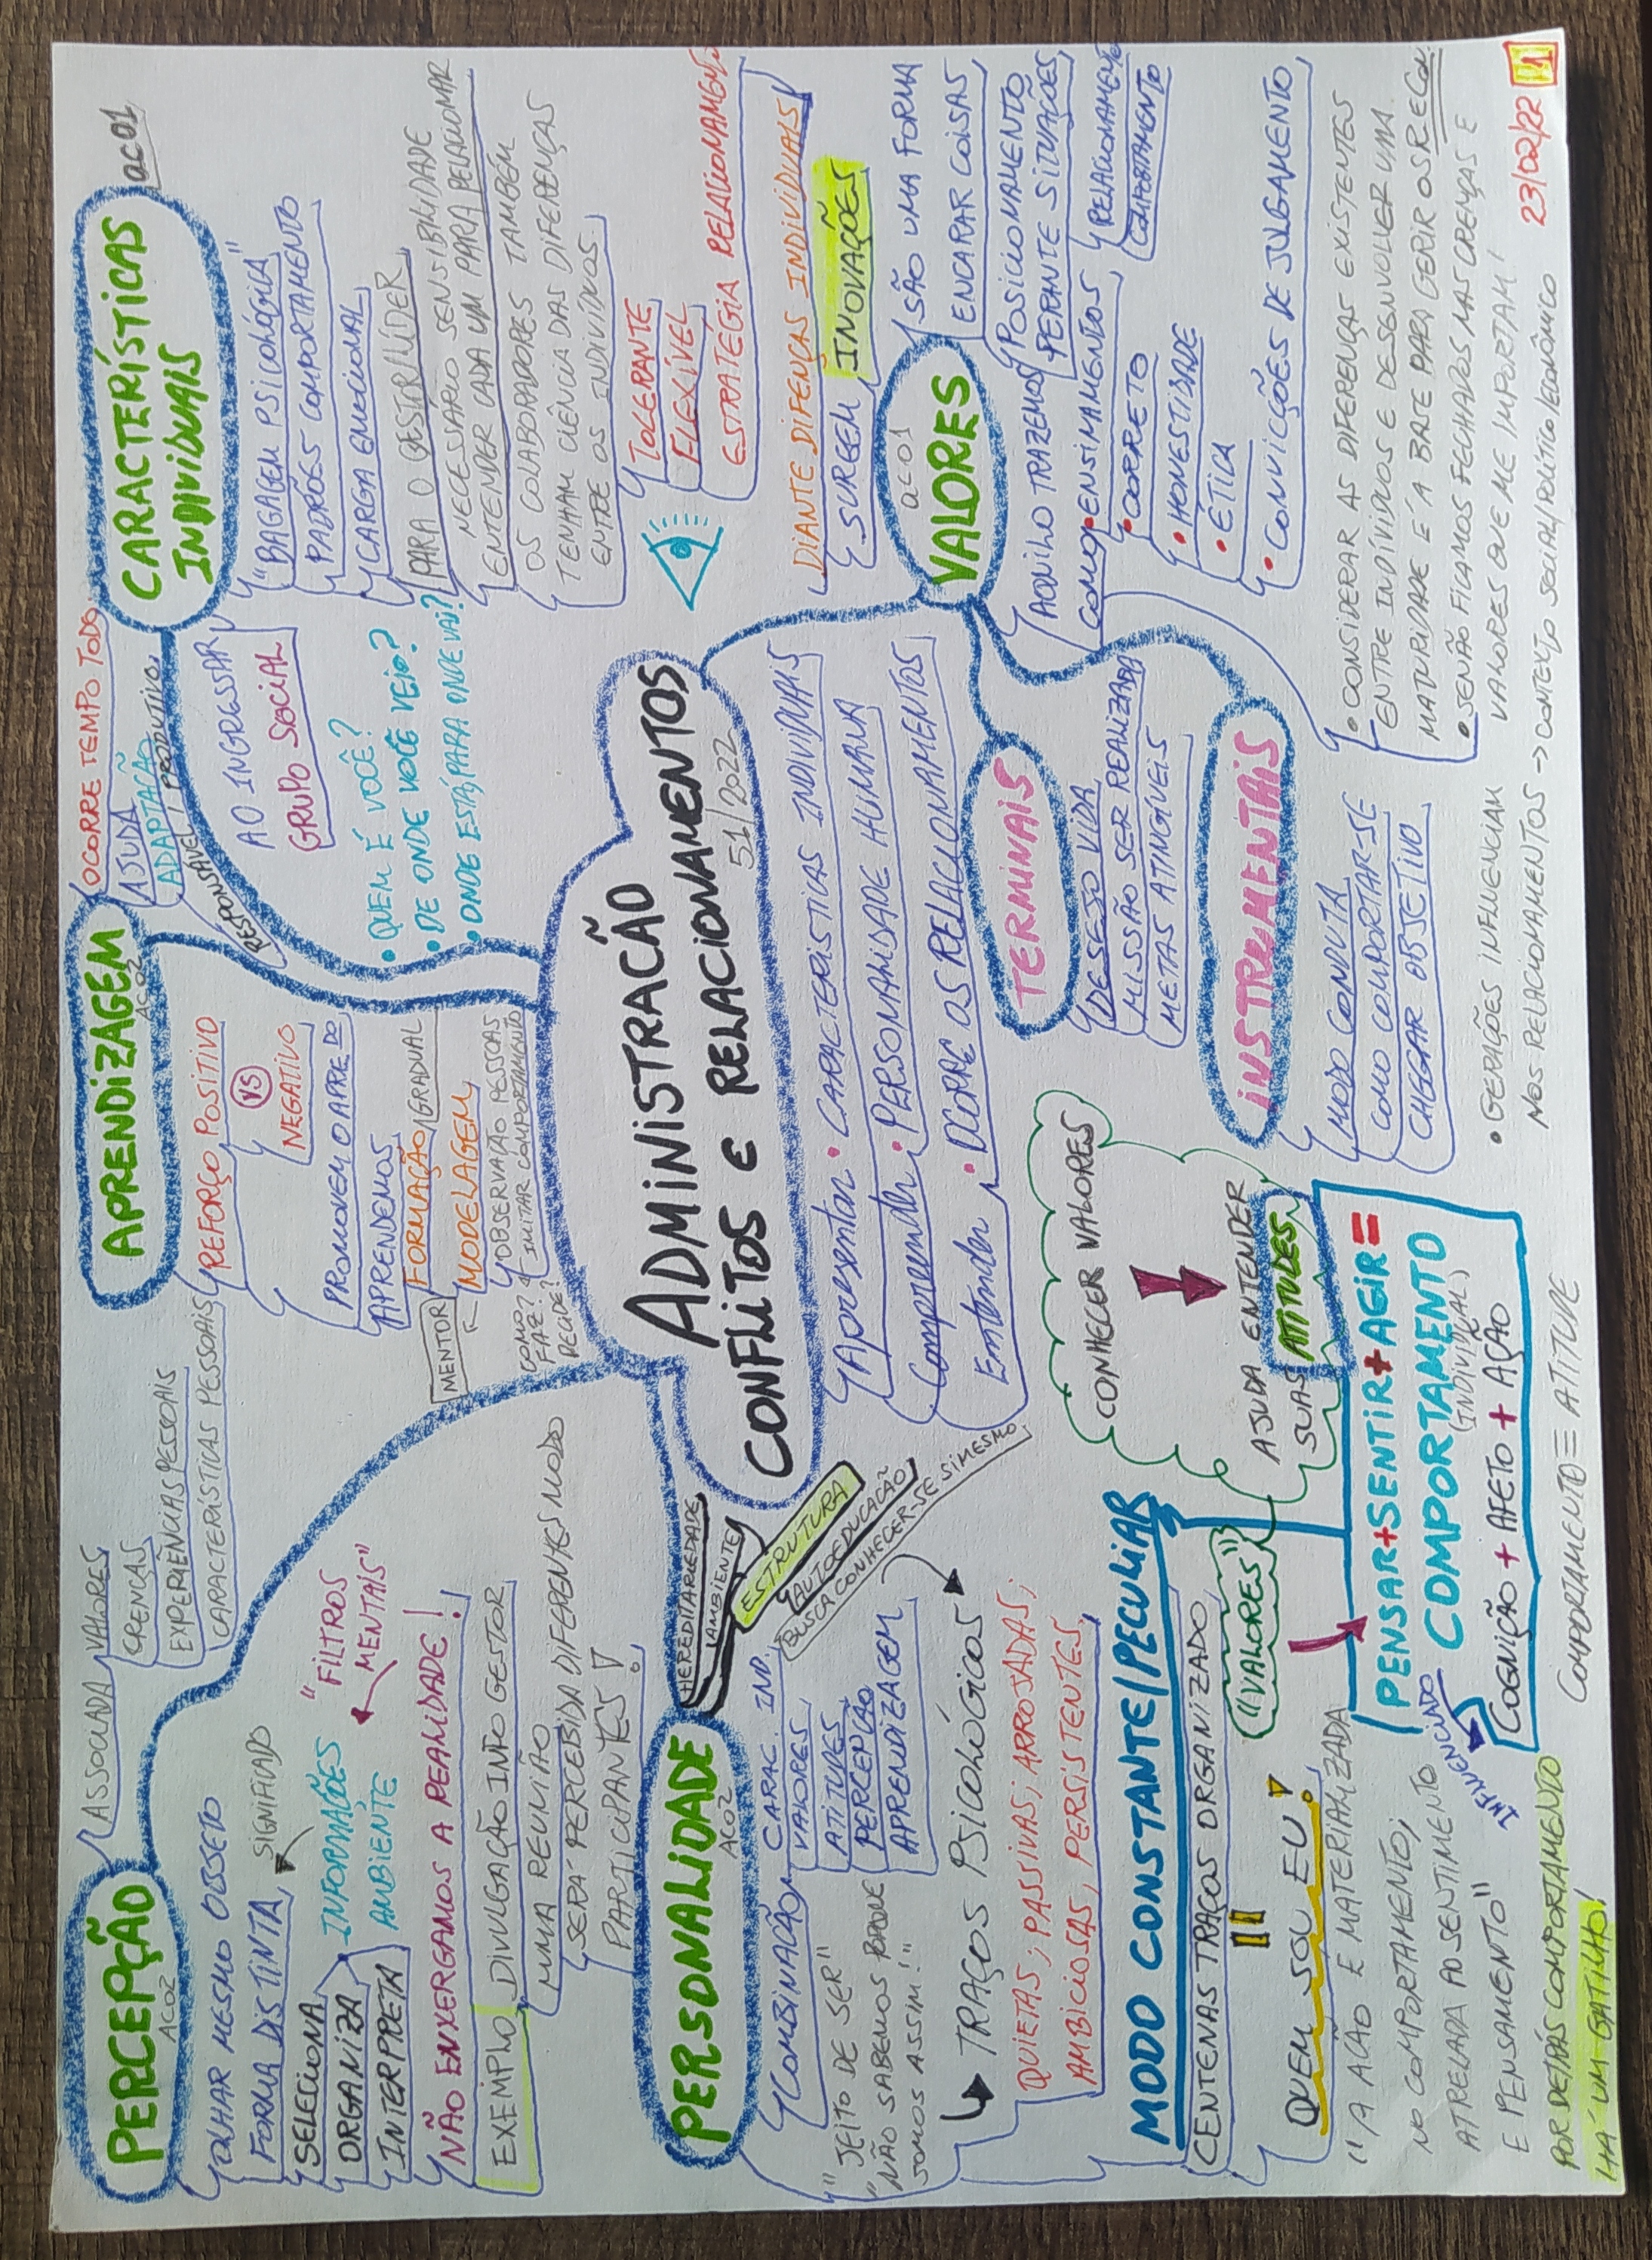 ADMINISTRACÃO
CONFLITOS E RELACIONAMENTOS
51/2022
Apresentar • CARACTERÍSTICAS INDIVIDUAIS
Compreender • PERSONALIDADE HUMANA
Entender • OCORRE OS RELACIONAMENTOS
PERCEPÇÃO
AC02
ASSOCIADA
VALORES
CRENÇAS
EXPERIÊNCIAS PESSOAIS
CARACTERÍSTICAS PESSOAIS
OLHAR MESMO OBJETO
FORMA DISTINTA
SIGNIFICADO
SELECIONA
ORGANIZA
INTERPRETA
INFORMAÇÕES
AMBIENTE
"FILTROS
MENTAIS"
NÃO ENXERGAMOS A REALIDADE!
EXEMPLO DIVULGAÇÃO INFO GESTOR
NUMA REUNIÃO
SERÁ PERCEBIDA DIFERENTES MODO
PARTICIPANTES!
APRENDIZAGEM
AC02
OCORRE TEMPO TODO
AJUDA
ADAPTAÇÃO
RESPONSÁVEL / PRODUTIVO
REFORÇO POSITIVO
VS
NEGATIVO
PROMOVEM O APRE DO
APRENDEMOS
FORMAÇÃO GRADUAL
MODELAGEM
MENTOR
OBSERVAÇÃO PESSOAS
IMITAR COMPORTAMENTO
COMO
FAZ?
DECIDE?
CARACTERÍSTICAS
INDIVIDUAIS
ac01
AO INGRESSAR
GRUPO SOCIAL
• QUEM É VOCÊ?
• DE ONDE VOCÊ VEIO?
• ONDE ESTÁ, PARA ONDE VAI?
"BAGAGEM PSICOLÓGICA"
PADRÕES COMPORTAMENTO
CARGA EMOCIONAL
PARA O GESTOR/LÍDER
NECESSÁRIO SENSIBILIDADE
ENTENDER CADA UM PARA RELACIONAR
OS COLABORADORES TAMBÉM
TENHAM CIÊNCIA DAS DIFERENÇAS
ENTRE OS INDIVÍDUOS.
TOLERANTE
FLEXÍVEL
ESTRATÉGIA RELACIONAMENTO
DIANTE DIFENÇAS INDIVIDUAIS
SURGEM INOVAÇÕES
PERSONALIDADE
AC02
HEREDITARIEDADE
AMBIENTE
ESTRUTURA
(AUTOEDUCAÇÃO)
BUSCA CONHECER-SE SI MESMO
COMBINAÇÃO
CARAC. IND.
VALORES
ATITUDES
PERCEPÇÃO
APRENDIZAGEM
"JEITO DE SER"
"NÃO SABEMOS PORQUE
SOMOS ASSIM!"
TRAÇOS PSICOLÓGICOS
QUIETAS; PASSIVAS; ARROJADAS;
AMBICIOSAS, PERSISTENTES.
MODO CONSTANTE/PECULIAR
CENTENAS TRAÇOS ORGANIZADO
QUEM SOU EU!
"A AÇÃO É MATERIALIZADA
NO COMPORTAMENTO;
ATRELADA AO SENTIMENTO
E PENSAMENTO"
POR DETRÁS COMPORTAMENTO
HÁ UM GATILHO!
"VALORES"
CONHECER VALORES
AJUDA ENTENDER
SUAS ATITUDES
PENSAR+SENTIR+AGIR=
COMPORTAMENTO
(INDIVIDUAL)
INFLUENCIADO
COGNIÇÃO + AFETO + AÇÃO
COMPORTAMENTO ≡ ATITUDE
ac01
VALORES
SÃO UMA FORMA
ENCARAR COISAS
POSICIONAMENTO
PERANTE SITUAÇÕES
RELACIONAMENTO
COMPORTAMENTO
AQUILO TRAZEMOS
COMO • ENSINAMENTOS
• CORRETO
• HONESTIDADE
• ÉTICA
• CONVICÇÕES DE JULGAMENTO
• CONSIDERAR AS DIFERENÇAS EXISTENTES
ENTRE INDÍVIDUOS E DESENVOLVER UMA
MATURIDADE E' A BASE PARA GERIR OS R E CON.
• SENÃO FICAMOS FECHADOS NAS CRENÇAS E
VALORES QUE ME IMPORTAM!
TERMINAIS
DESEJO VIDA
MISSÃO SER REALIZADA
METAS ATINGÍVEIS
INSTRUMENTAIS
MODO CONDUTA
COMO COMPORTAR-SE
CHEGAR OBJETIVO
• GERAÇÕES INFLUENCIAM
NOS RELACIONAMENTOS → CONTEXTO SOCIAL/POLÍTICO/ECONÔMICO
23/02/22 1